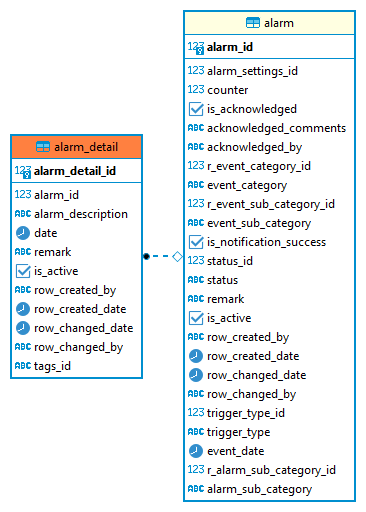 alarm
123 alarm_id
123 alarm_settings_id
123 counter
is_acknowledged
ABC acknowledged_comments
ABC acknowledged_by
123 r_event_category_id
ABC event_category
123 r_event_sub_category_id
ABC event_sub_category
is_notification_success
123 status_id
ABC status
ABC remark
is_active
ABC row_created_by
row_created_date
row_changed_date
ABC row_changed_by
123 trigger_type_id
ABC trigger_type
event_date
123 r_alarm_sub_category_id
ABC alarm_sub_category
alarm_detail
123 alarm_detail_id
123 alarm_id
ABC alarm_description
date
ABC remark
is_active
ABC row_created_by
row_created_date
row_changed_date
ABC row_changed_by
ABC tags_id